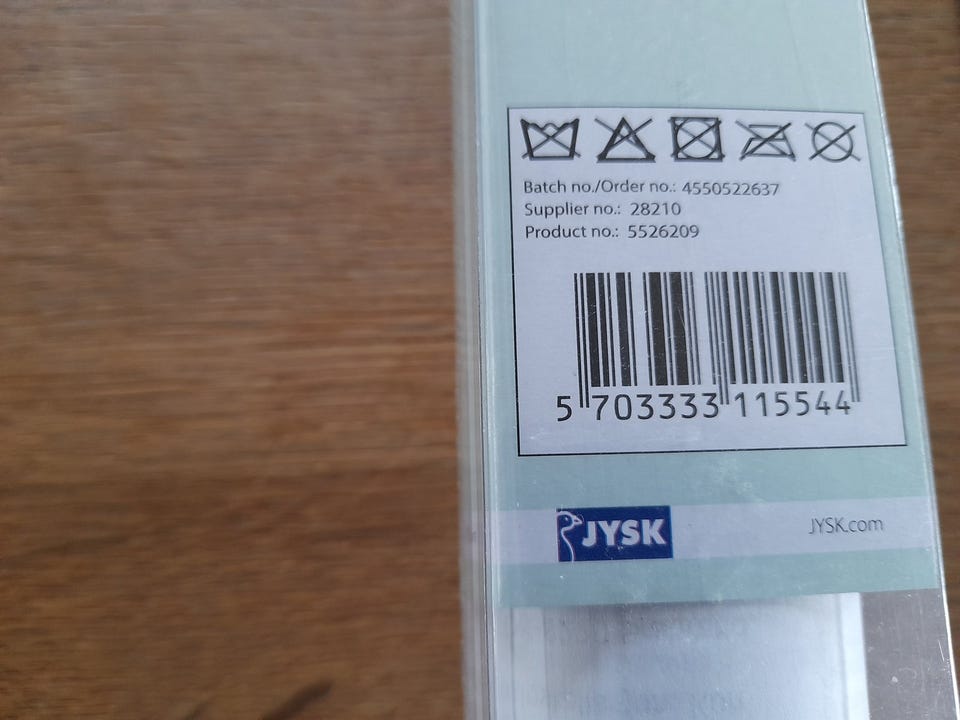 Batch no./Order no.: 4550522637
Supplier no.: 28210
Product no.: 5526209
5 703333 115544
JYSK
JYSK.com